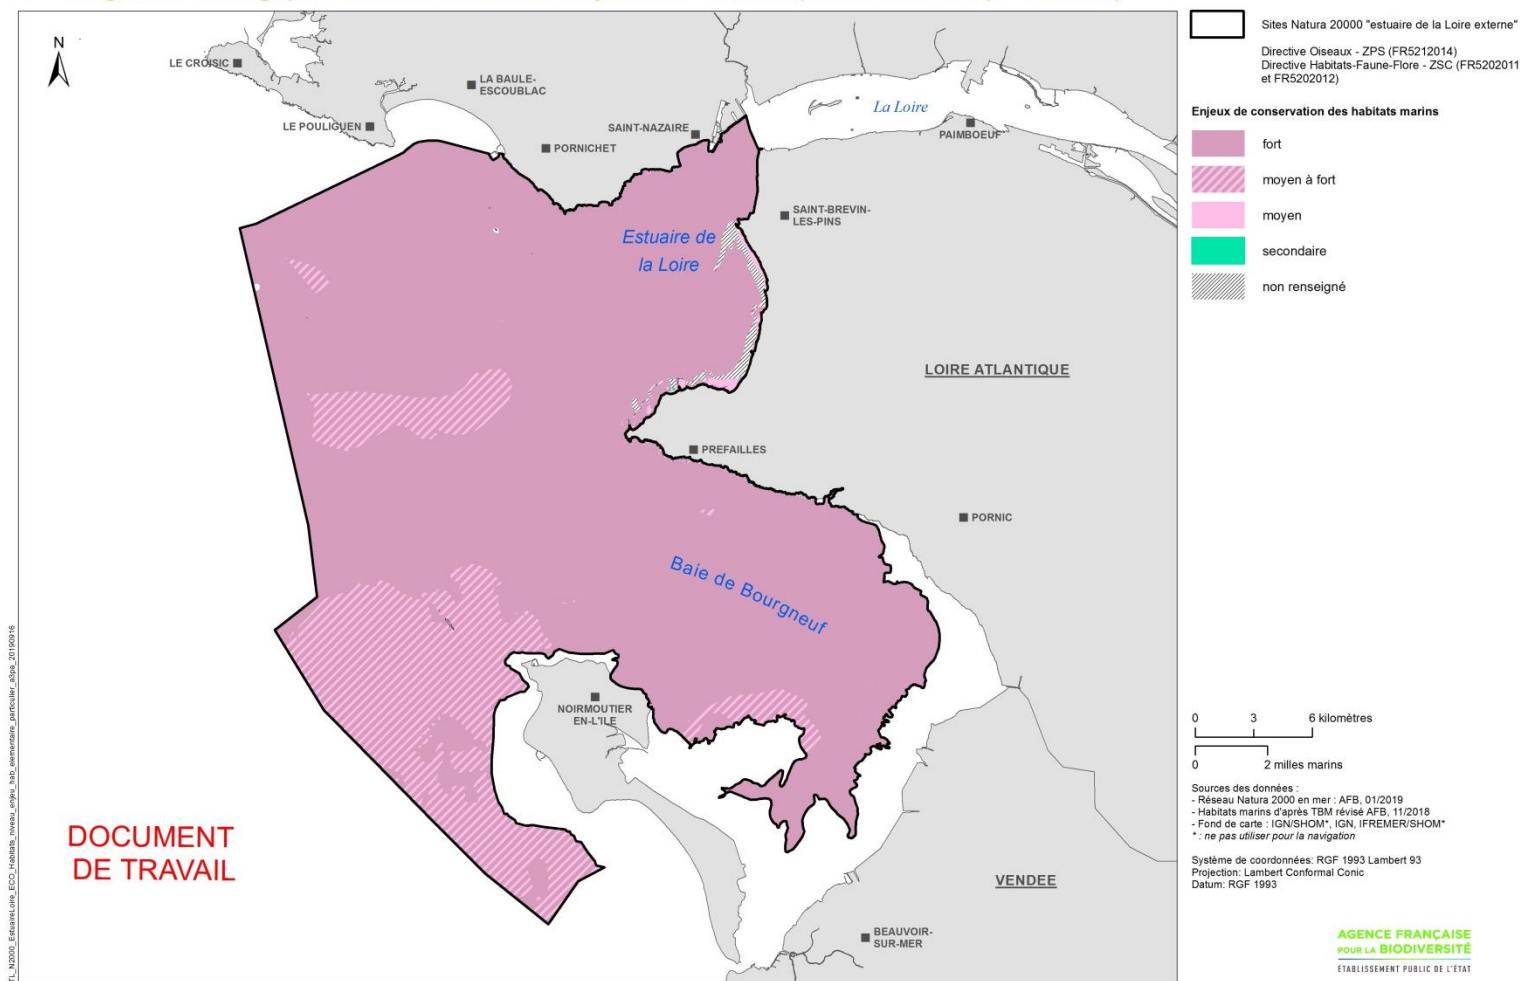 N
LE CROISIC
LA BAULE-
ESCOUBLAC
LE POULIGUEN
PORNICHET
SAINT-NAZAIRE
La Loire
PAIMBOEUF
SAINT-BREVIN-
LES-PINS
Estuaire de
la Loire
LOIRE ATLANTIQUE
PREFAILLES
PORNIC
Baie de Bourgneuf
NOIRMOUTIER
EN-L'ILE
VENDEE
BEAUVOIR-
SUR-MER
DOCUMENT
DE TRAVAIL
Sites Natura 20000 "estuaire de la Loire externe"
Directive Oiseaux - ZPS (FR5212014)
Directive Habitats-Faune-Flore - ZSC (FR5202011
et FR5202012)
Enjeux de conservation des habitats marins
fort
moyen à fort
moyen
secondaire
non renseigné
0 3 6 kilomètres
0 2 milles marins
Sources des données :
- Réseau Natura 2000 en mer : AFB, 01/2019
- Habitats marins d'après TBM révisé AFB, 11/2018
- Fond de carte : IGN/SHOM*, IGN, IFREMER/SHOM*
* : ne pas utiliser pour la navigation
Système de coordonnées: RGF 1993 Lambert 93
Projection: Lambert Conformal Conic
Datum: RGF 1993
AGENCE FRANÇAISE
POUR LA BIODIVERSITÉ
ÉTABLISSEMENT PUBLIC DE L'ÉTAT